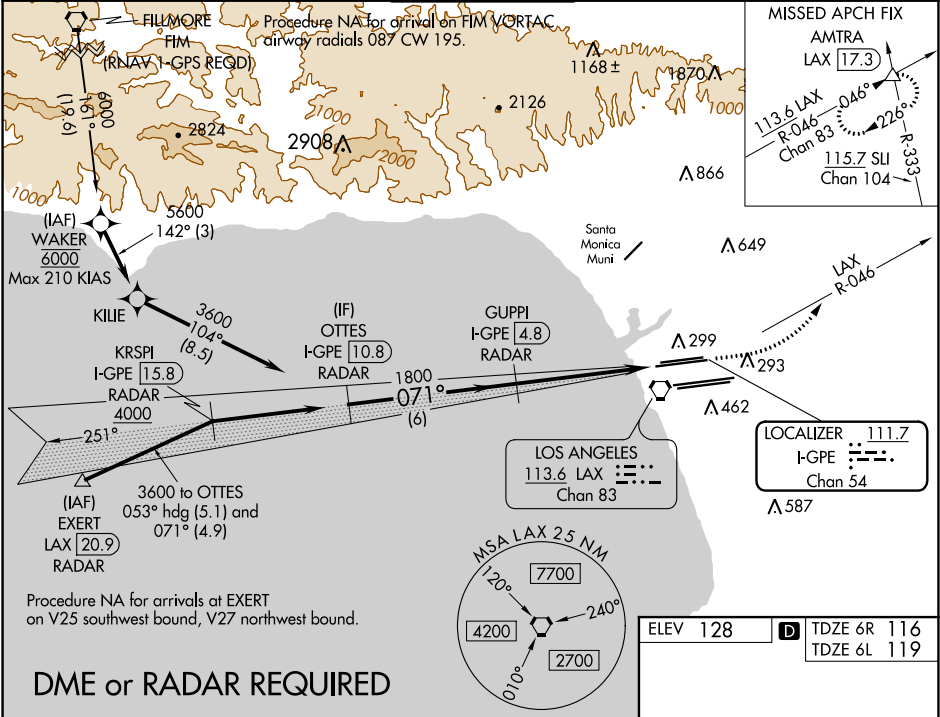 FILLMORE
FIM
(RNAV 1-GPS REQD)
Procedure NA for arrival on FIM VORTAC
airway radials 087 CW 195.
MISSED APCH FIX
AMTRA
LAX 17.3
113.6 LAX
R-046
Chan 83
046°
226°
R-333
115.7 SLI
Chan 104
6000
161°
(19.6)
1168 ±
1870
1000
2126
2824
2908
2000
1000
1000
866
(IAF)
WAKER
6000
Max 210 KIAS
5600
142° (3)
Santa
Monica
Muni
649
LAX
R-046
KILIE
3600
104°
(8.5)
(IF)
OTTES
I-GPE 10.8
RADAR
GUPPI
I-GPE 4.8
RADAR
KRSPI
I-GPE 15.8
RADAR
4000
299
293
1800
071°
(6)
251°
462
LOCALIZER 111.7
I-GPE
Chan 54
LOS ANGELES
113.6 LAX
Chan 83
587
(IAF)
EXERT
LAX 20.9
RADAR
3600 to OTTES
053° hdg (5.1) and
071° (4.9)
MSA LAX 25 NM
120°
7700
240°
4200
2700
010°
Procedure NA for arrivals at EXERT
on V25 southwest bound, V27 northwest bound.
DME or RADAR REQUIRED
ELEV 128
D
TDZE 6R 116
TDZE 6L 119